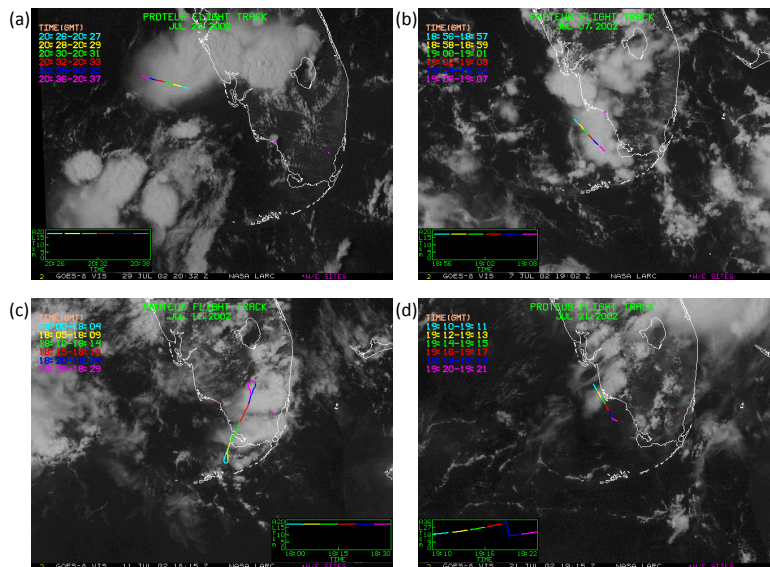 (a)
PROTEUS FLIGHT TRACK
TIME(GMT)
20:26-20:27
20:28-20:29
20:30-20:31
20:32-20:33
20:36-20:37
20:26 20:32 20:38
TIME
2 GOES-8 VIS 29 JUL 02 20:32 Z NASA LARC *W/E SITES
(b)
PROTEUS FLIGHT TRACK
JUL 07,2002
TIME(GMT)
18:56-18:57
18:58-18:59
19:00-19:01
19:06-19:07
18:56 19:02 19:08
TIME
2 GOES-8 VIS 7 JUL 02 19:02 Z NASA LARC *W/E SITES
(c)
PROTEUS FLIGHT TRACK
TIME(GMT)
18:00-18:04
18:05-18:09
18:10-18:14
18:00 18:15 18:30
TIME
2 GOES-8 VIS 11 JUL 02 18:15 Z NASA LARC *W/E SITES
(d)
PROTEUS FLIGHT TRACK
JUL 21,2002
TIME(GMT)
19:10-19:11
19:12-19:13
19:14-19:15
19:16-19:17
19:20-19:21
19:10 19:16 19:22
TIME
2 GOES-8 VIS 21 JUL 02 19:15 Z NASA LARC *W/E SITES